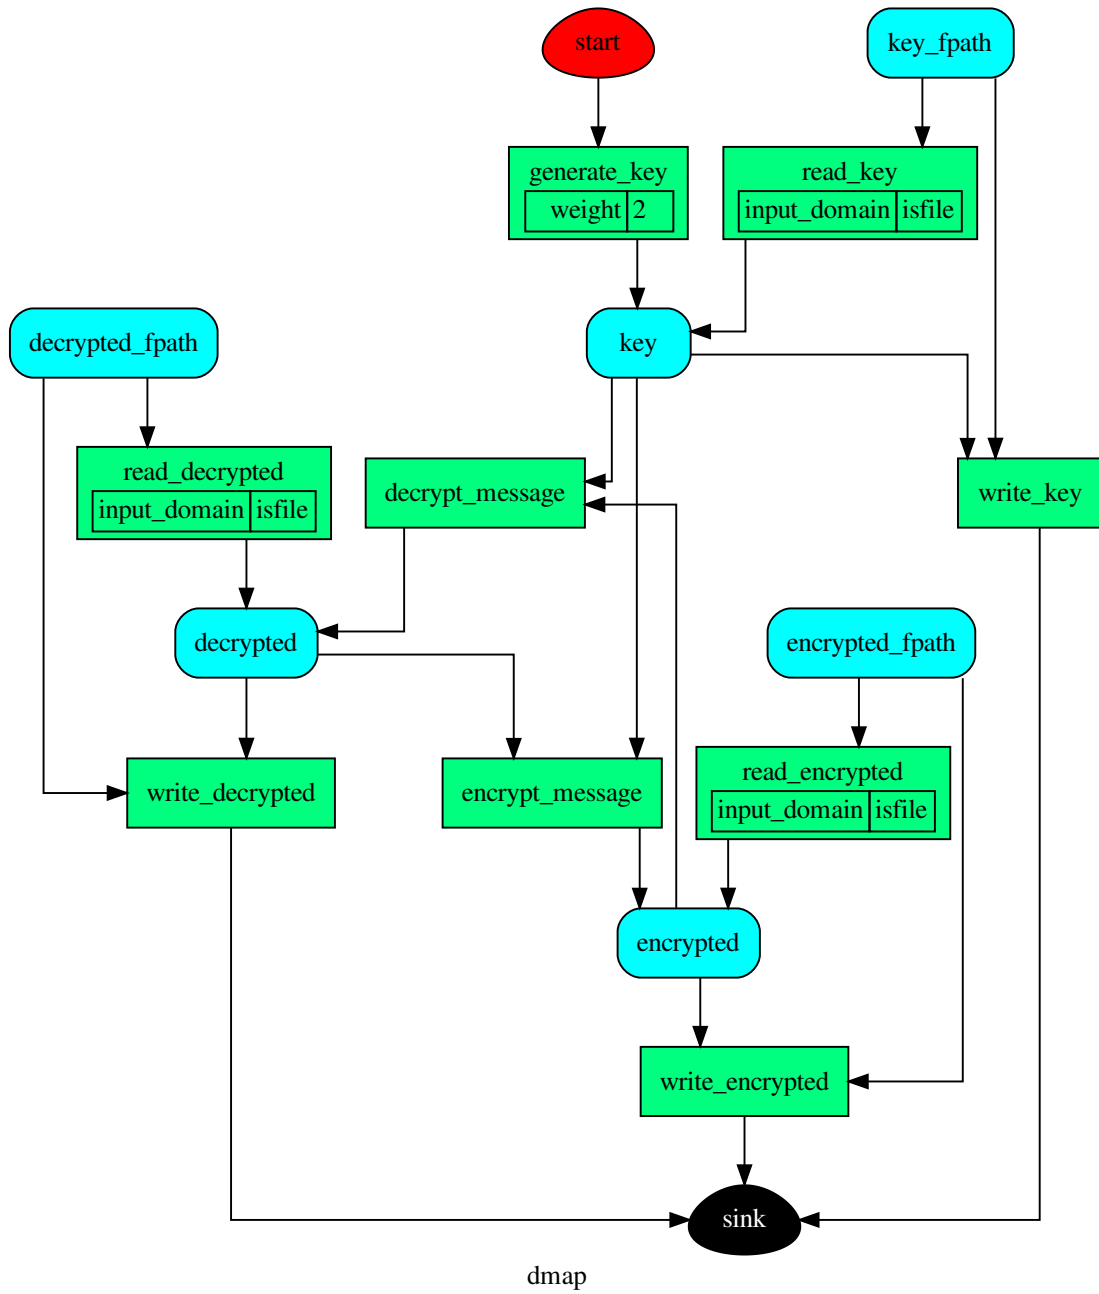 start
key_fpath
generate_key
weight 2
read_key
input_domain isfile
decrypted_fpath
key
read_decrypted
input_domain isfile
decrypt_message
write_key
decrypted
encrypted_fpath
write_decrypted
encrypt_message
read_encrypted
input_domain isfile
encrypted
write_encrypted
sink
dmap